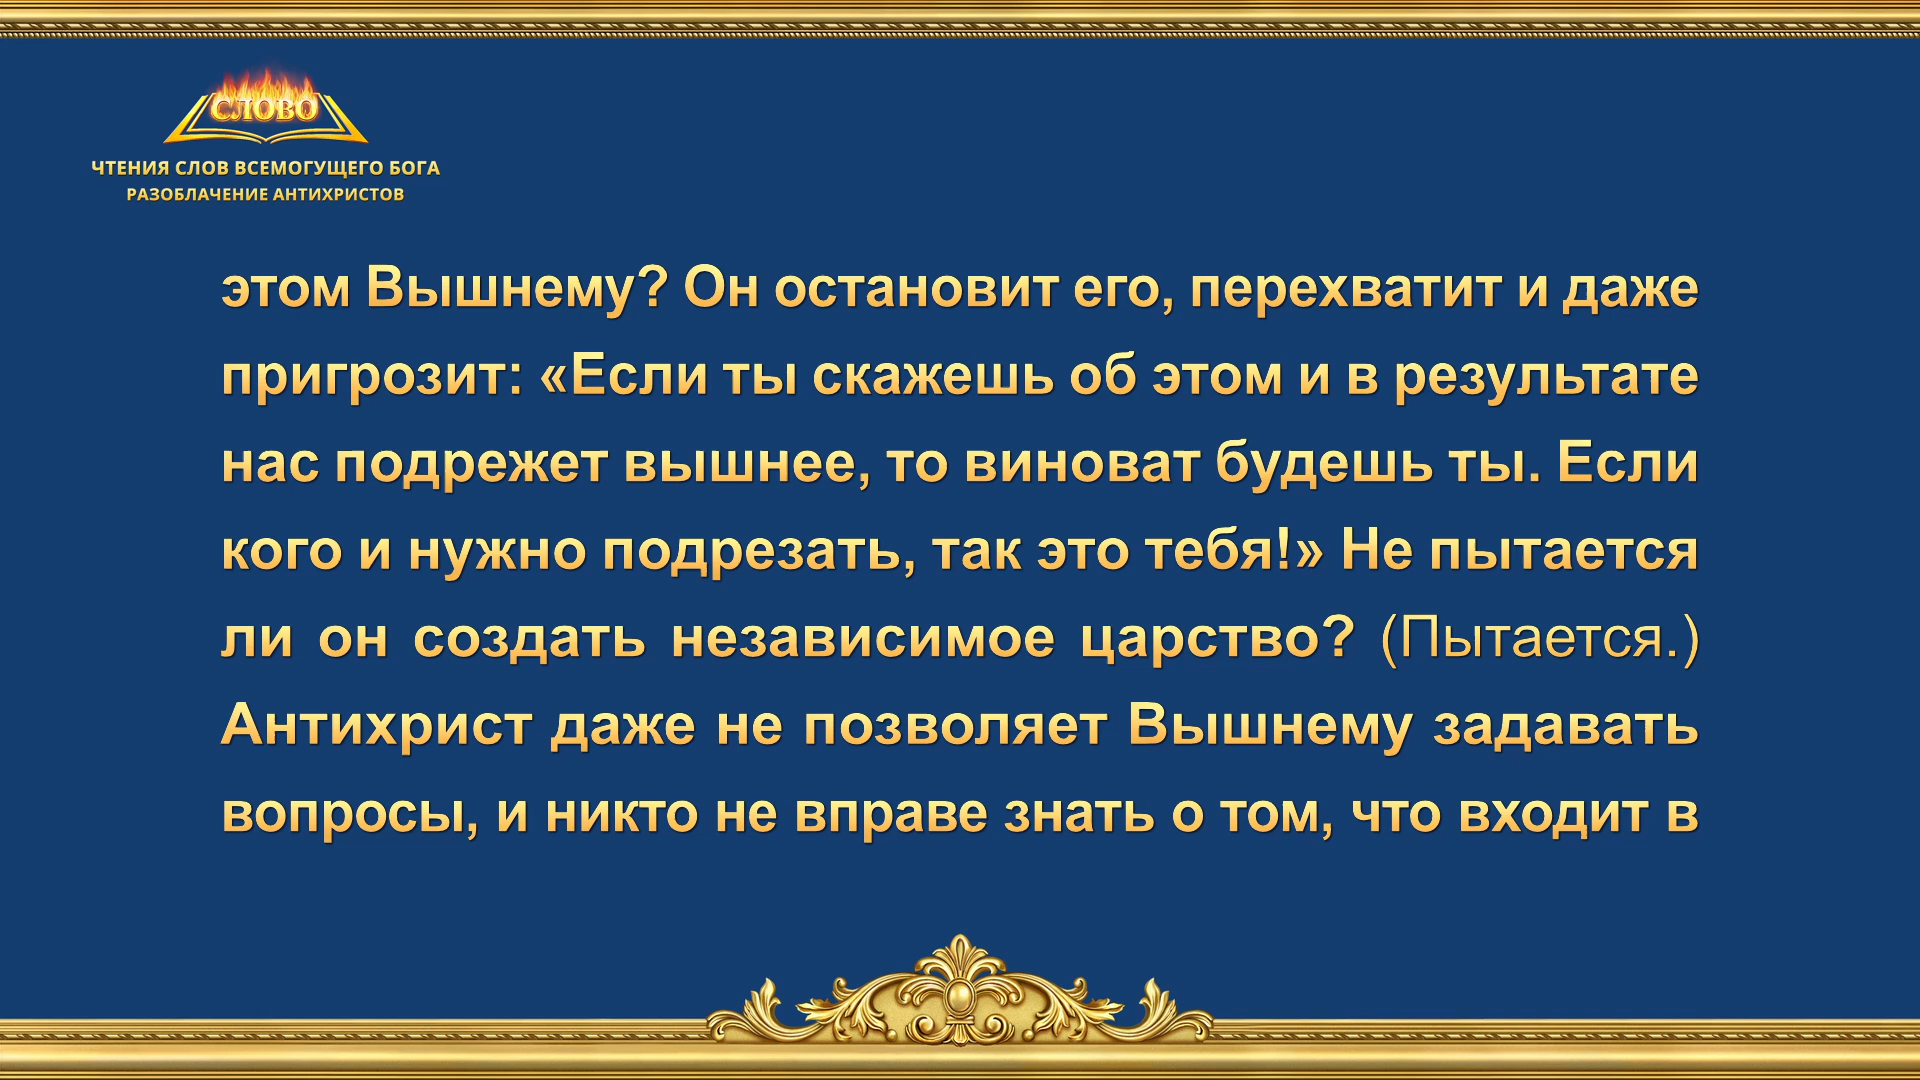 СЛОВО
ЧТЕНИЯ СЛОВ ВСЕМОГУЩЕГО БОГА
РАЗОБЛАЧЕНИЕ АНТИХРИСТОВ
этом Вышнему? Он остановит его, перехватит и даже
пригрозит: «Если ты скажешь об этом и в результате
нас подрежет вышнее, то виноват будешь ты. Если
кого и нужно подрезать, так это тебя!» Не пытается
ли он создать независимое царство? (Пытается.)
Антихрист даже не позволяет Вышнему задавать
вопросы, и никто не вправе знать о том, что входит в